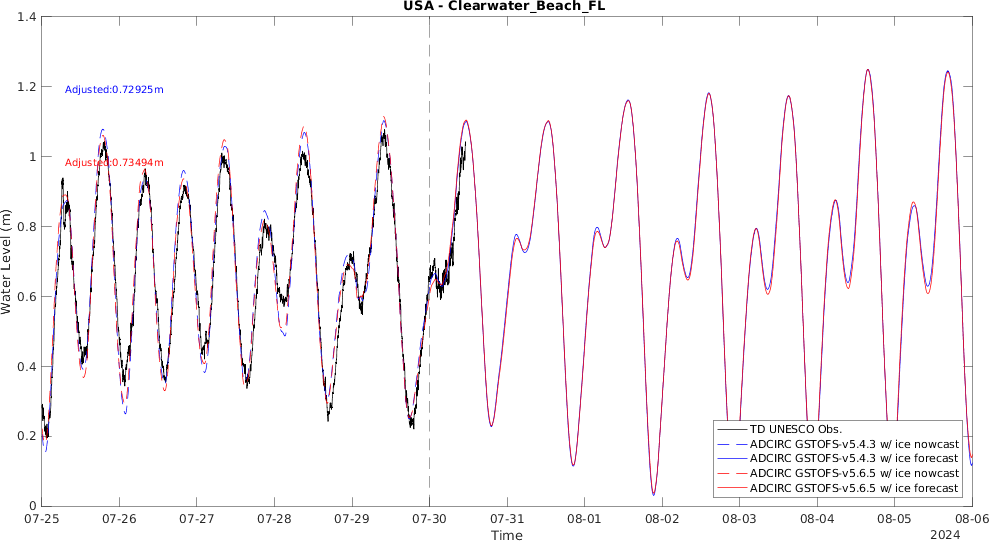 USA - Clearwater_Beach_FL
1.4
1.2
1
0.8
0.6
0.4
0.2
0
Water Level (m)
Adjusted:0.72925m
Adjusted:0.73494m
TD UNESCO Obs.
ADCIRC GSTOFS-v5.4.3 w/ ice nowcast
ADCIRC GSTOFS-v5.4.3 w/ ice forecast
ADCIRC GSTOFS-v5.6.5 w/ ice nowcast
ADCIRC GSTOFS-v5.6.5 w/ ice forecast
07-25 07-26 07-27 07-28 07-29 07-30 07-31 08-01 08-02 08-03 08-04 08-05 08-06
Time
2024